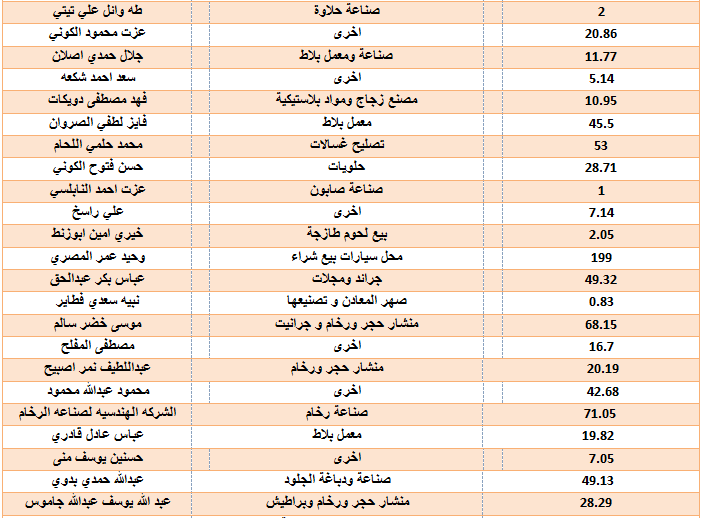 طه وائل علي تيتي صناعة حلاوة 2
عزت محمود الكوني اخرى 20.86
جلال حمدي اصلان صناعة ومعمل بلاط 11.77
سعد احمد شكعه اخرى 5.14
فهد مصطفى دويكات مصنع زجاج ومواد بلاستيكية 10.95
فايز لطفي الصروان معمل بلاط 45.5
محمد حلمي اللحام تصليح غسالات 53
حسن فتوح الكوني حلويات 28.71
عزت احمد النابلسي صناعة صابون 1
علي راسخ اخرى 7.14
خيري امين ابوزنط بيع لحوم طازجة 2.05
وحيد عمر المصري محل سيارات بيع شراء 199
عباس بكر عبدالحق جرائد ومجلات 49.32
نبيه سعدي فطاير صهر المعادن و تصنيعها 0.83
موسى خضر سالم منشار حجر ورخام و جرانيت 68.15
مصطفى المفلح اخرى 16.7
عبداللطيف نمر اصبيح منشار حجر ورخام 20.19
محمود عبدالله محمود اخرى 42.68
الشركه الهندسيه لصناعه الرخام صناعة رخام 71.05
عباس عادل قادري معمل بلاط 19.82
حسنين يوسف منى اخرى 7.05
عبدالله حمدي بدوي صناعة ودباغة الجلود 49.13
عبد الله يوسف عبدالله جاموس منشار حجر ورخام وبراطيش 28.29